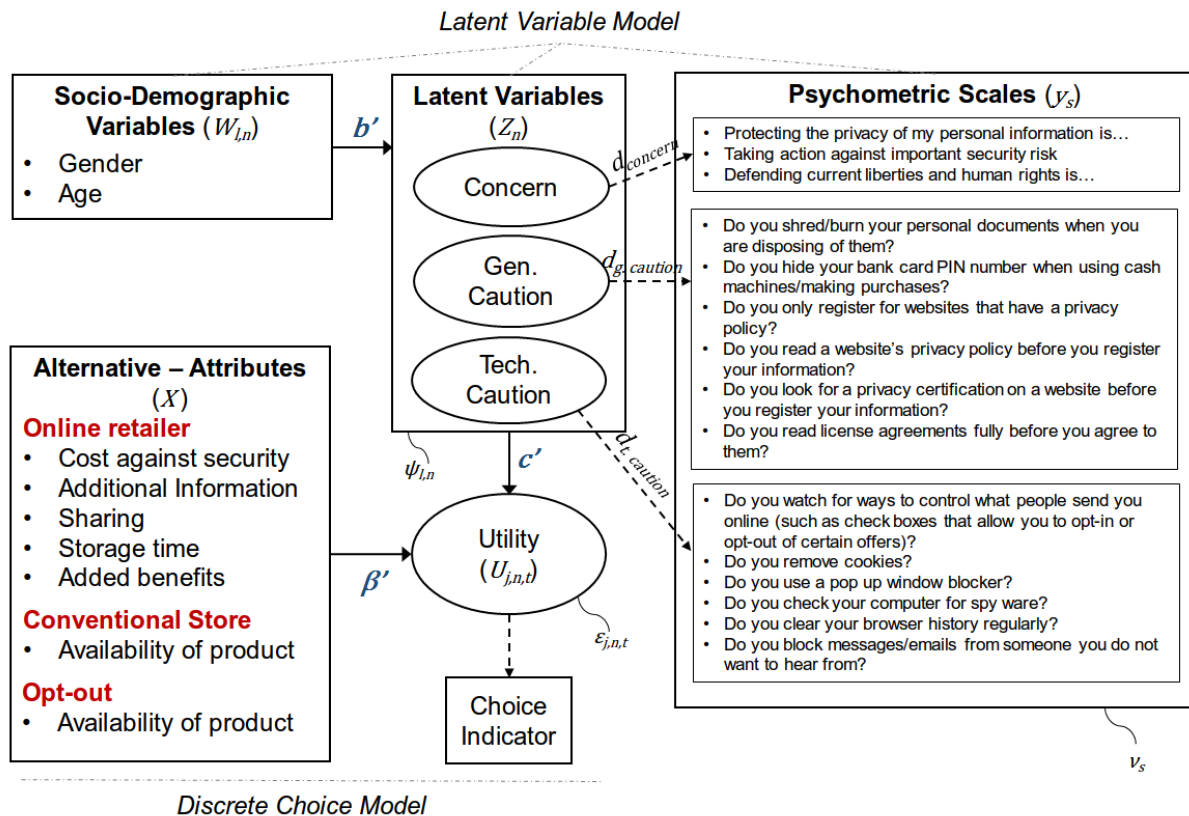 Latent Variable Model
Socio-Demographic
Variables (W_{l,n})
• Gender
• Age
b’
Latent Variables
(Z_n)
Concern
Gen.
Caution
Tech.
Caution
ψ_{l,n}
c’
d_{concern}
d_{g. caution}
d_{t. caution}
Psychometric Scales (y_s)
• Protecting the privacy of my personal information is…
• Taking action against important security risk
• Defending current liberties and human rights is…
• Do you shred/burn your personal documents when you
are disposing of them?
• Do you hide your bank card PIN number when using cash
machines/making purchases?
• Do you only register for websites that have a privacy
policy?
• Do you read a website’s privacy policy before you register
your information?
• Do you look for a privacy certification on a website before
you register your information?
• Do you read license agreements fully before you agree to
them?
• Do you watch for ways to control what people send you
online (such as check boxes that allow you to opt-in or
opt-out of certain offers)?
• Do you remove cookies?
• Do you use a pop up window blocker?
• Do you check your computer for spy ware?
• Do you clear your browser history regularly?
• Do you block messages/emails from someone you do not
want to hear from?
ν_s
Alternative – Attributes
(X)
Online retailer
• Cost against security
• Additional Information
• Sharing
• Storage time
• Added benefits
Conventional Store
• Availability of product
Opt-out
• Availability of product
β’
Utility
(U_{j,n,t})
ε_{j,n,t}
Choice
Indicator
Discrete Choice Model